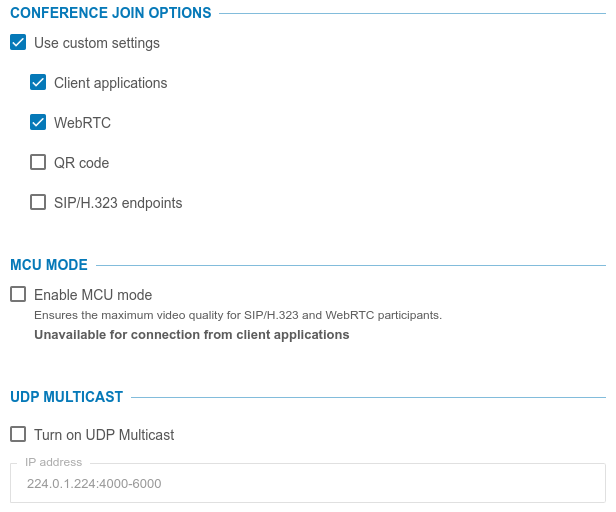 CONFERENCE JOIN OPTIONS
Use custom settings
Client applications
WebRTC
QR code
SIP/H.323 endpoints
MCU MODE
Enable MCU mode
Ensures the maximum video quality for SIP/H.323 and WebRTC participants.
Unavailable for connection from client applications
UDP MULTICAST
Turn on UDP Multicast
IP address
224.0.1.224:4000-6000